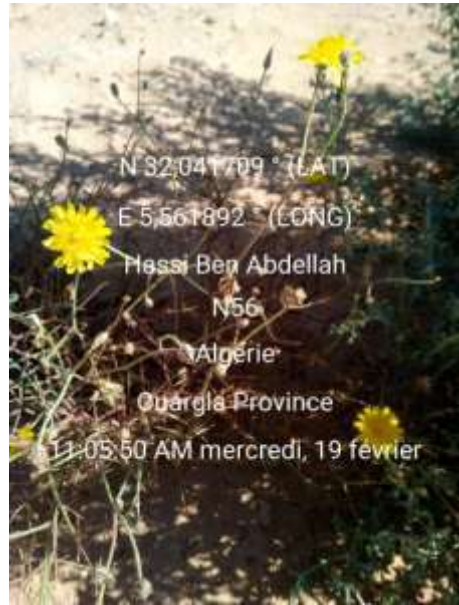 N 32,041709 ° (LAT)
E 5,561892 ° (LONG)
Hassi Ben Abdellah
N56
Algérie
Ouargla Province
11:05:50 AM mercredi, 19 février